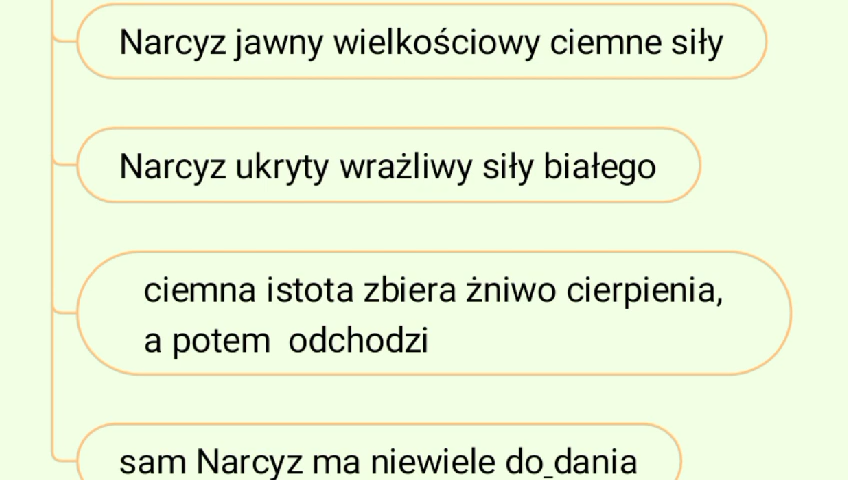 Narcyz jawny wielkościowy ciemne siły
Narcyz ukryty wrażliwy siły białego
ciemna istota zbiera żniwo cierpienia,
a potem  odchodzi
sam Narcyz ma niewiele do_dania